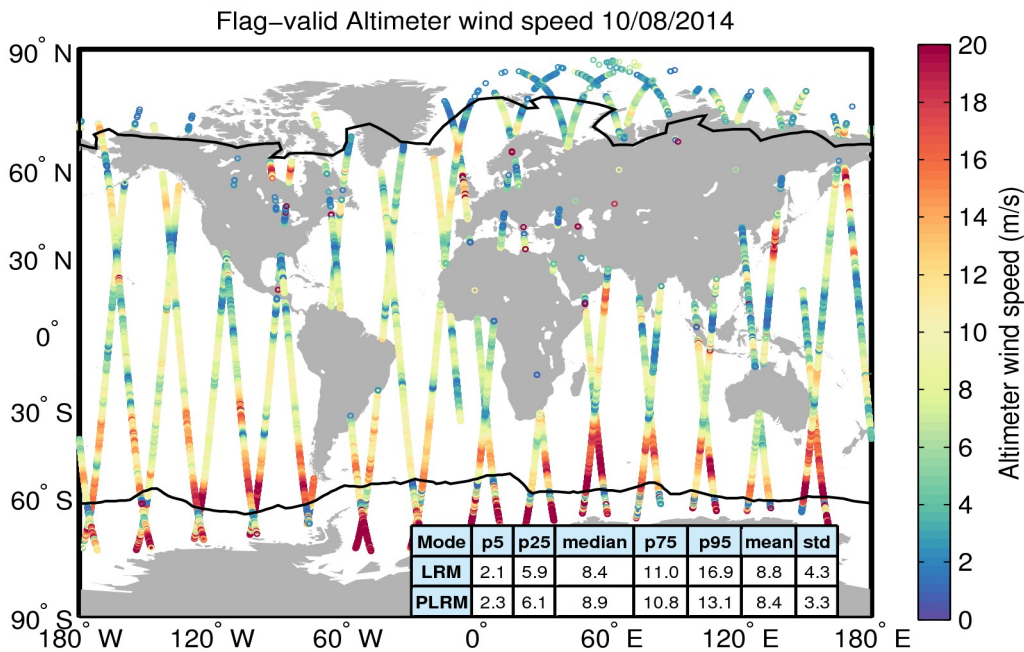 Flag−valid Altimeter wind speed 10/08/2014
90° N
60° N
30° N
0°
30° S
60° S
90° S
180° W
120° W
60° W
0°
60° E
120° E
180° E
Mode p5 p25 median p75 p95 mean std
LRM 2.1 5.9 8.4 11.0 16.9 8.8 4.3
PLRM 2.3 6.1 8.9 10.8 13.1 8.4 3.3
20
18
16
14
12
10
8
6
4
2
0
Altimeter wind speed (m/s)